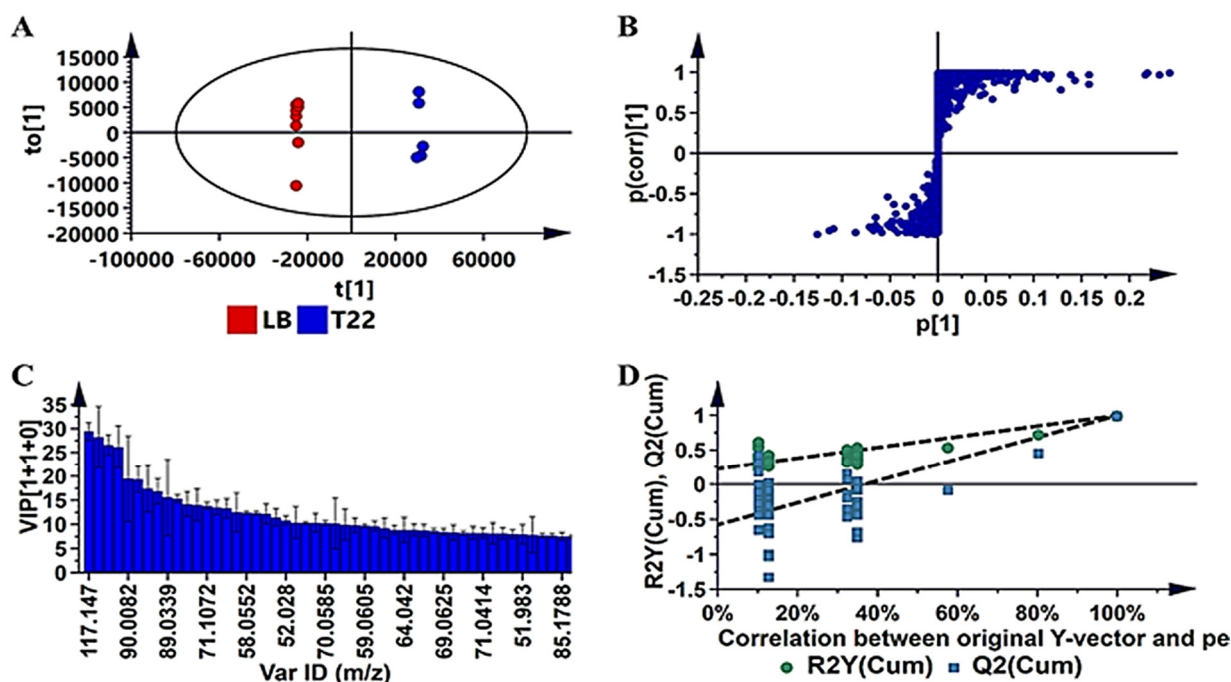 A
to[1]
15000
10000
5000
0
-5000
-10000
-15000
-20000
-100000 -60000 -20000 20000 60000
t[1]
LB T22
B
p(corr)[1]
1
0.5
0
-0.5
-1
-1.5
-0.25 -0.2 -0.15 -0.1 -0.05 0 0.05 0.1 0.15 0.2
p[1]
C
VIP[1+1+0]
35
30
25
20
15
10
5
0
117.147 90.0082 89.0339 71.1072 58.0552 52.028 70.0585 59.0605 64.042 69.0625 71.0414 51.983 85.1788
Var ID (m/z)
D
R2Y(Cum), Q2(Cum)
1
0.5
0
-0.5
-1
-1.5
0% 20% 40% 60% 80% 100%
Correlation between original Y-vector and pe
R2Y(Cum) Q2(Cum)